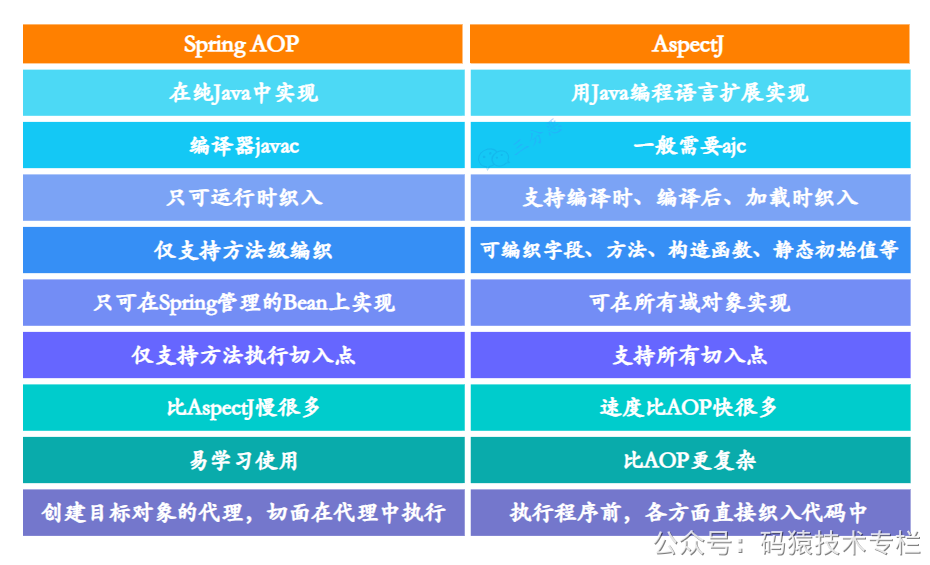 Spring AOP AspectJ
在纯Java中实现 用Java编程语言扩展实现
编译器javac 一般需要ajc
只可运行时织入 支持编译时、编译后、加载时织入
仅支持方法级编织 可编织字段、方法、构造函数、静态初始值等
只可在Spring管理的Bean上实现 可在所有域对象实现
仅支持方法执行切入点 支持所有切入点
比AspectJ慢很多 速度比AOP快很多
易学习使用 比AOP更复杂
创建目标对象的代理，切面在代理中执行 执行程序前，各方面直接织入代码中
公众号：码猿技术专栏